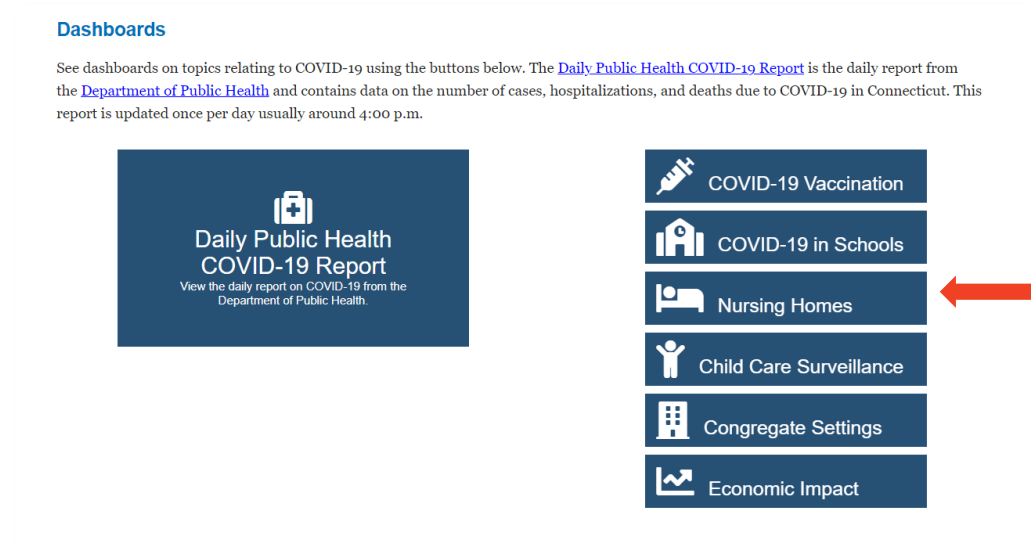 Dashboards
See dashboards on topics relating to COVID-19 using the buttons below. The Daily Public Health COVID-19 Report is the daily report from
the Department of Public Health and contains data on the number of cases, hospitalizations, and deaths due to COVID-19 in Connecticut. This
report is updated once per day usually around 4:00 p.m.
Daily Public Health
COVID-19 Report
View the daily report on COVID-19 from the
Department of Public Health.
COVID-19 Vaccination
COVID-19 in Schools
Nursing Homes
Child Care Surveillance
Congregate Settings
Economic Impact